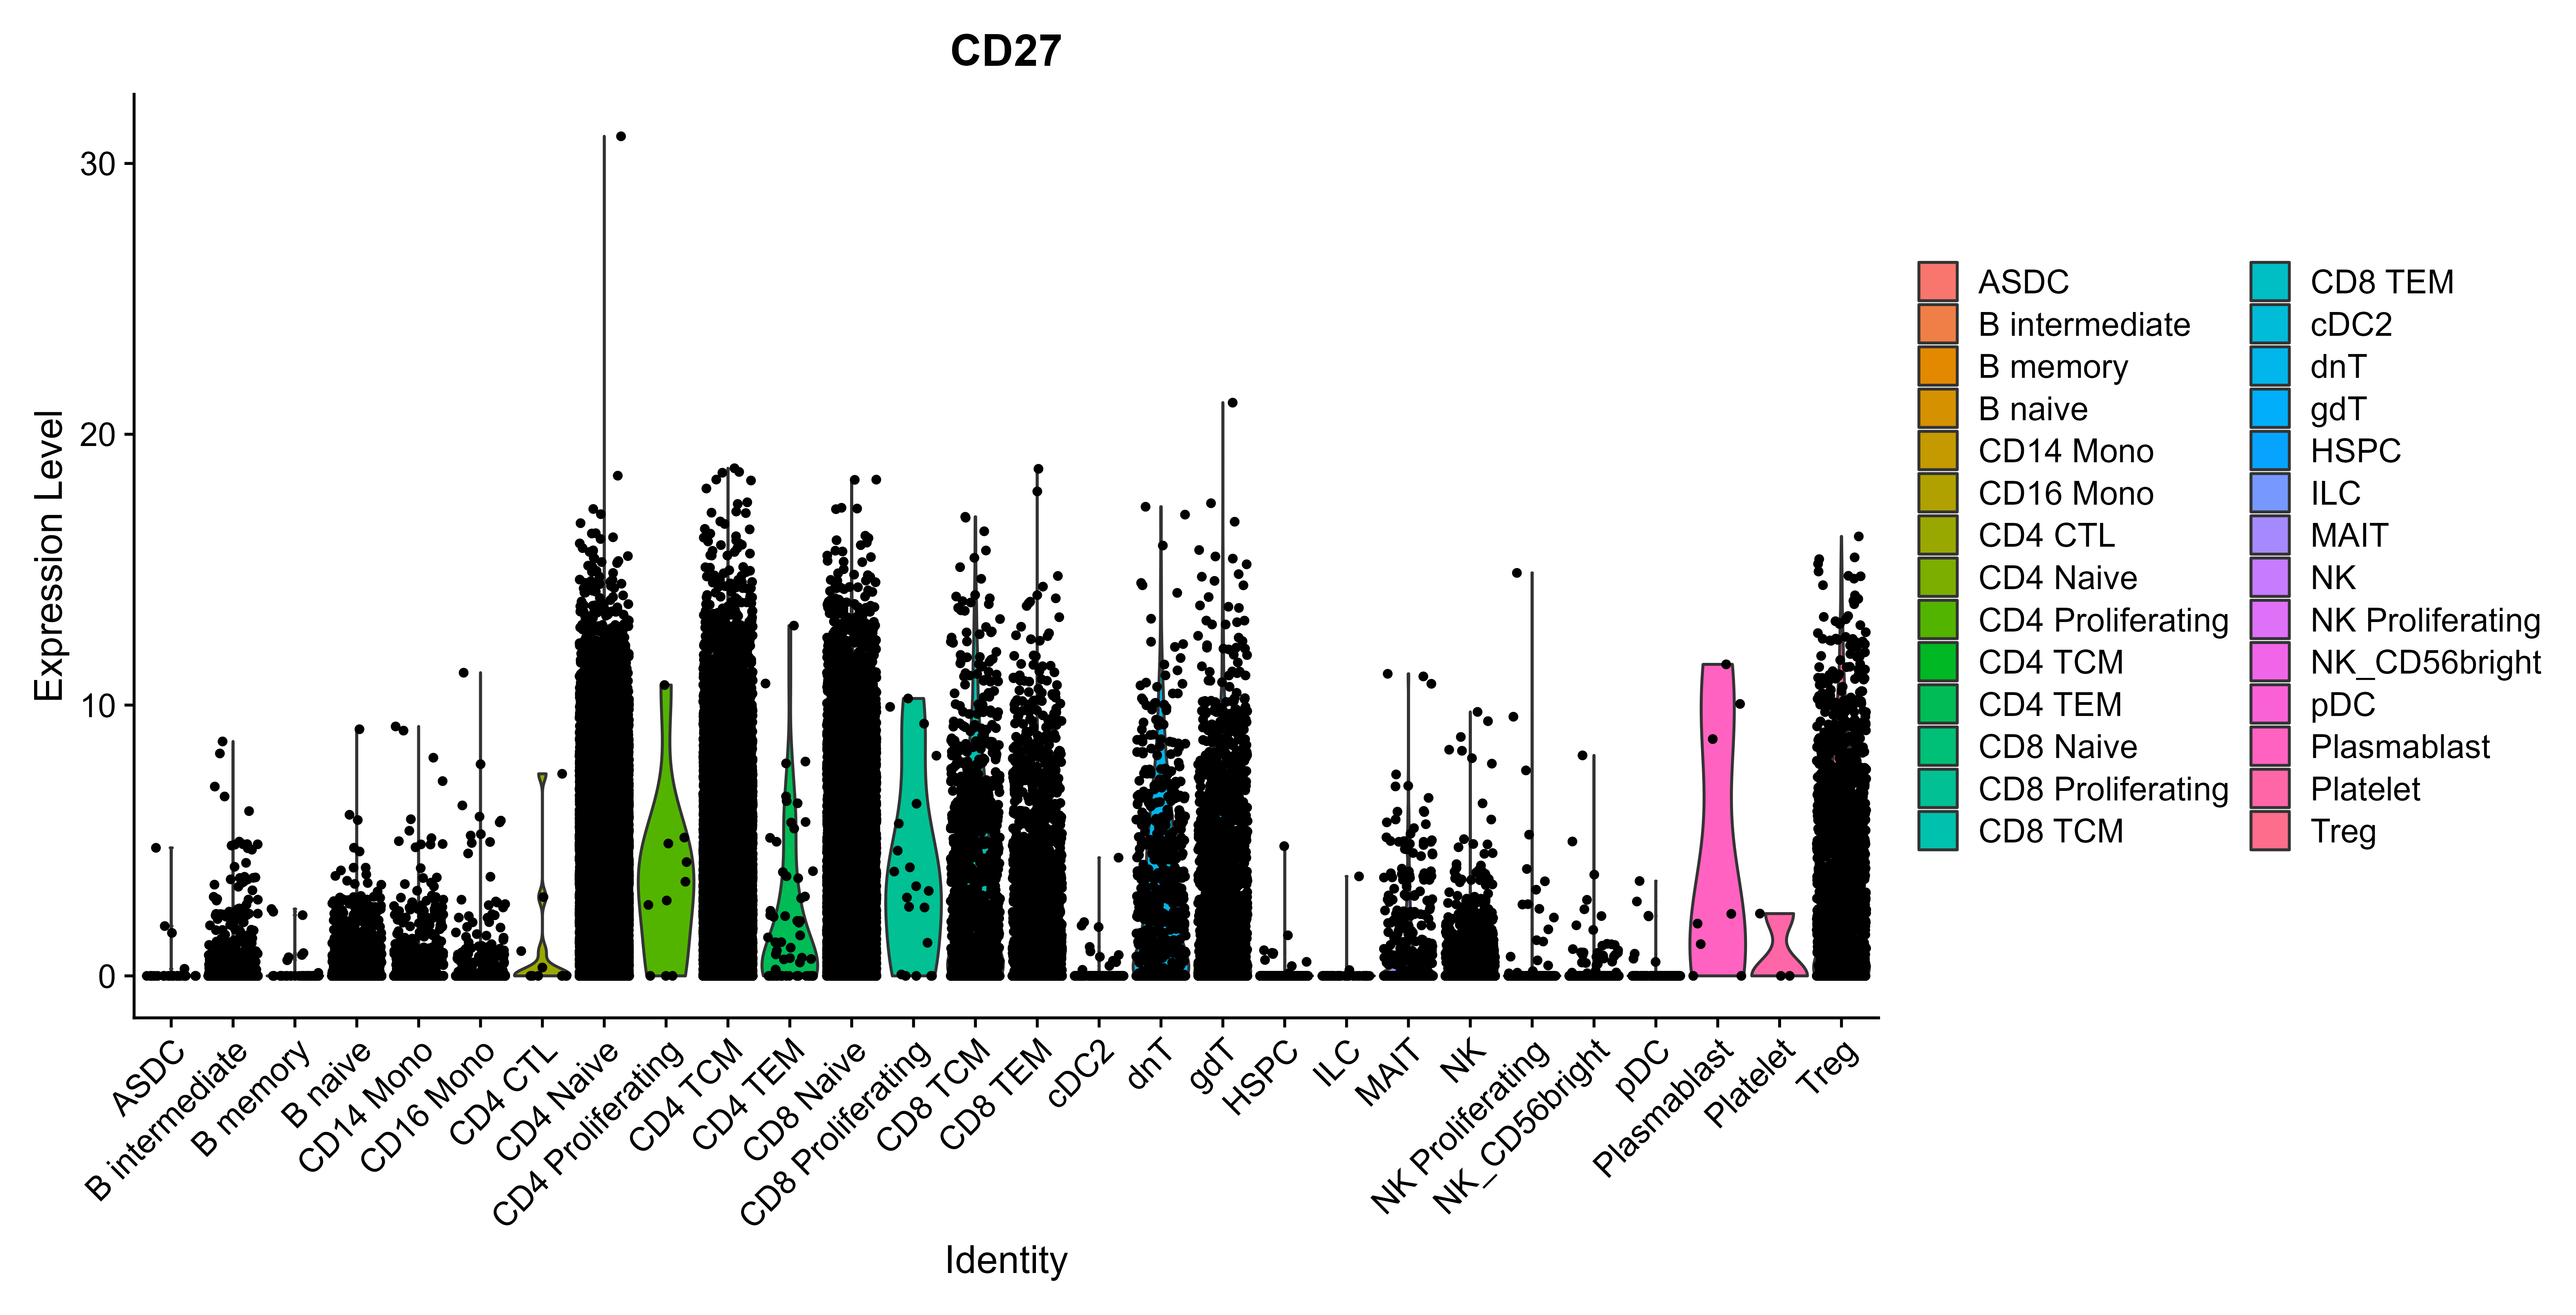 CD27
Expression Level
30
20
10
0
ASDC
B intermediate
B memory
B naive
CD14 Mono
CD16 Mono
CD4 CTL
CD4 Naive
CD4 Proliferating
CD4 TCM
CD4 TEM
CD8 Naive
CD8 Proliferating
CD8 TCM
CD8 TEM
cDC2
dnT
gdT
HSPC
ILC
MAIT
NK
NK Proliferating
NK_CD56bright
pDC
Plasmablast
Platelet
Treg
Identity
ASDC
B intermediate
B memory
B naive
CD14 Mono
CD16 Mono
CD4 CTL
CD4 Naive
CD4 Proliferating
CD4 TCM
CD4 TEM
CD8 Naive
CD8 Proliferating
CD8 TCM
CD8 TEM
cDC2
dnT
gdT
HSPC
ILC
MAIT
NK
NK Proliferating
NK_CD56bright
pDC
Plasmablast
Platelet
Treg